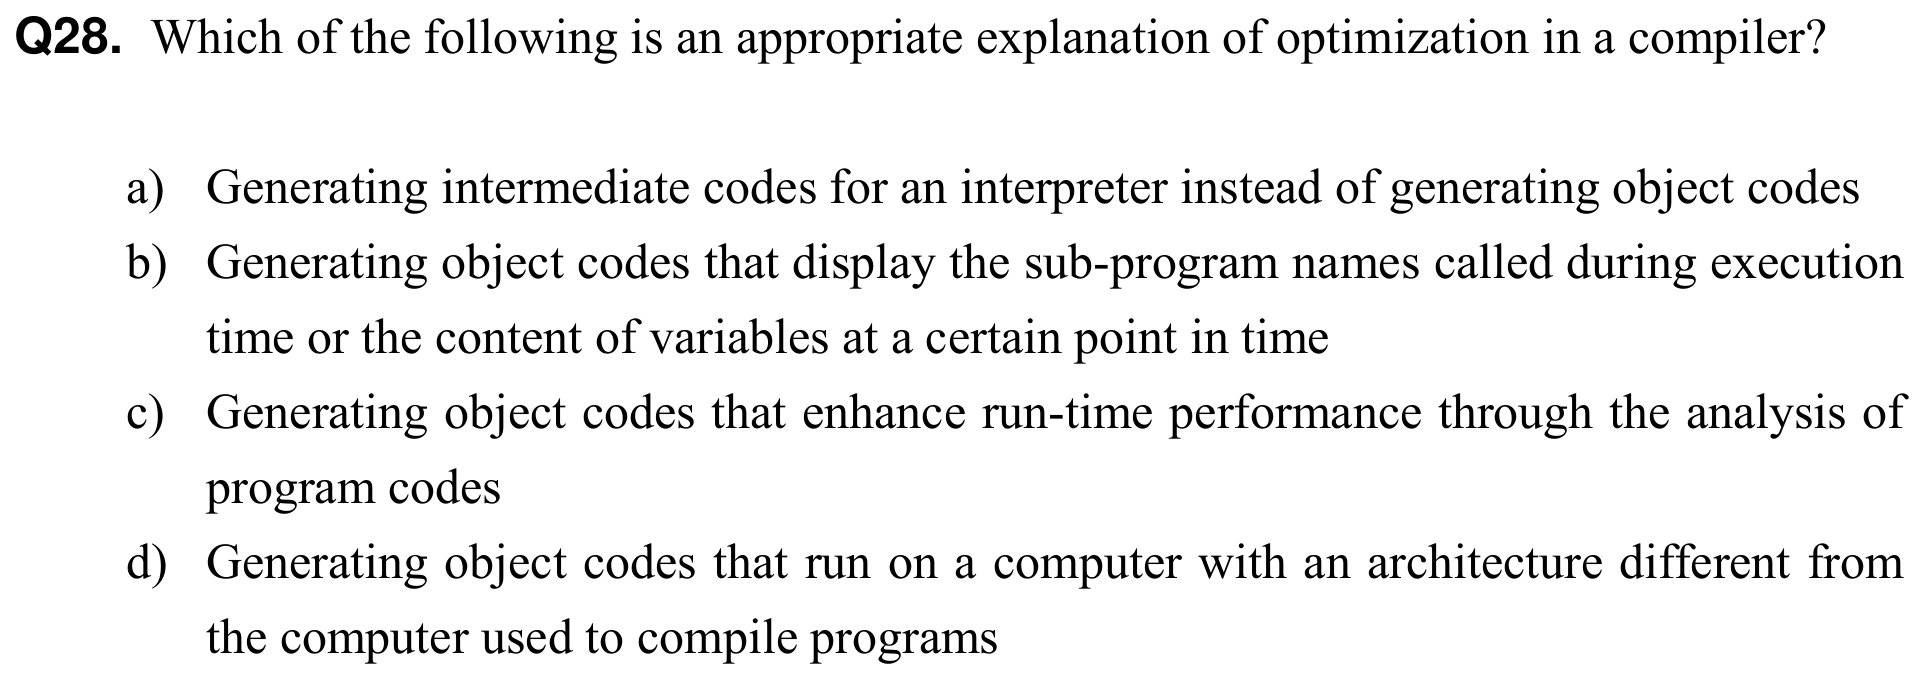 Q28. Which of the following is an appropriate explanation of optimization in a compiler?
a) Generating intermediate codes for an interpreter instead of generating object codes
b) Generating object codes that display the sub-program names called during execution
time or the content of variables at a certain point in time
c) Generating object codes that enhance run-time performance through the analysis of
program codes
d) Generating object codes that run on a computer with an architecture different from
the computer used to compile programs